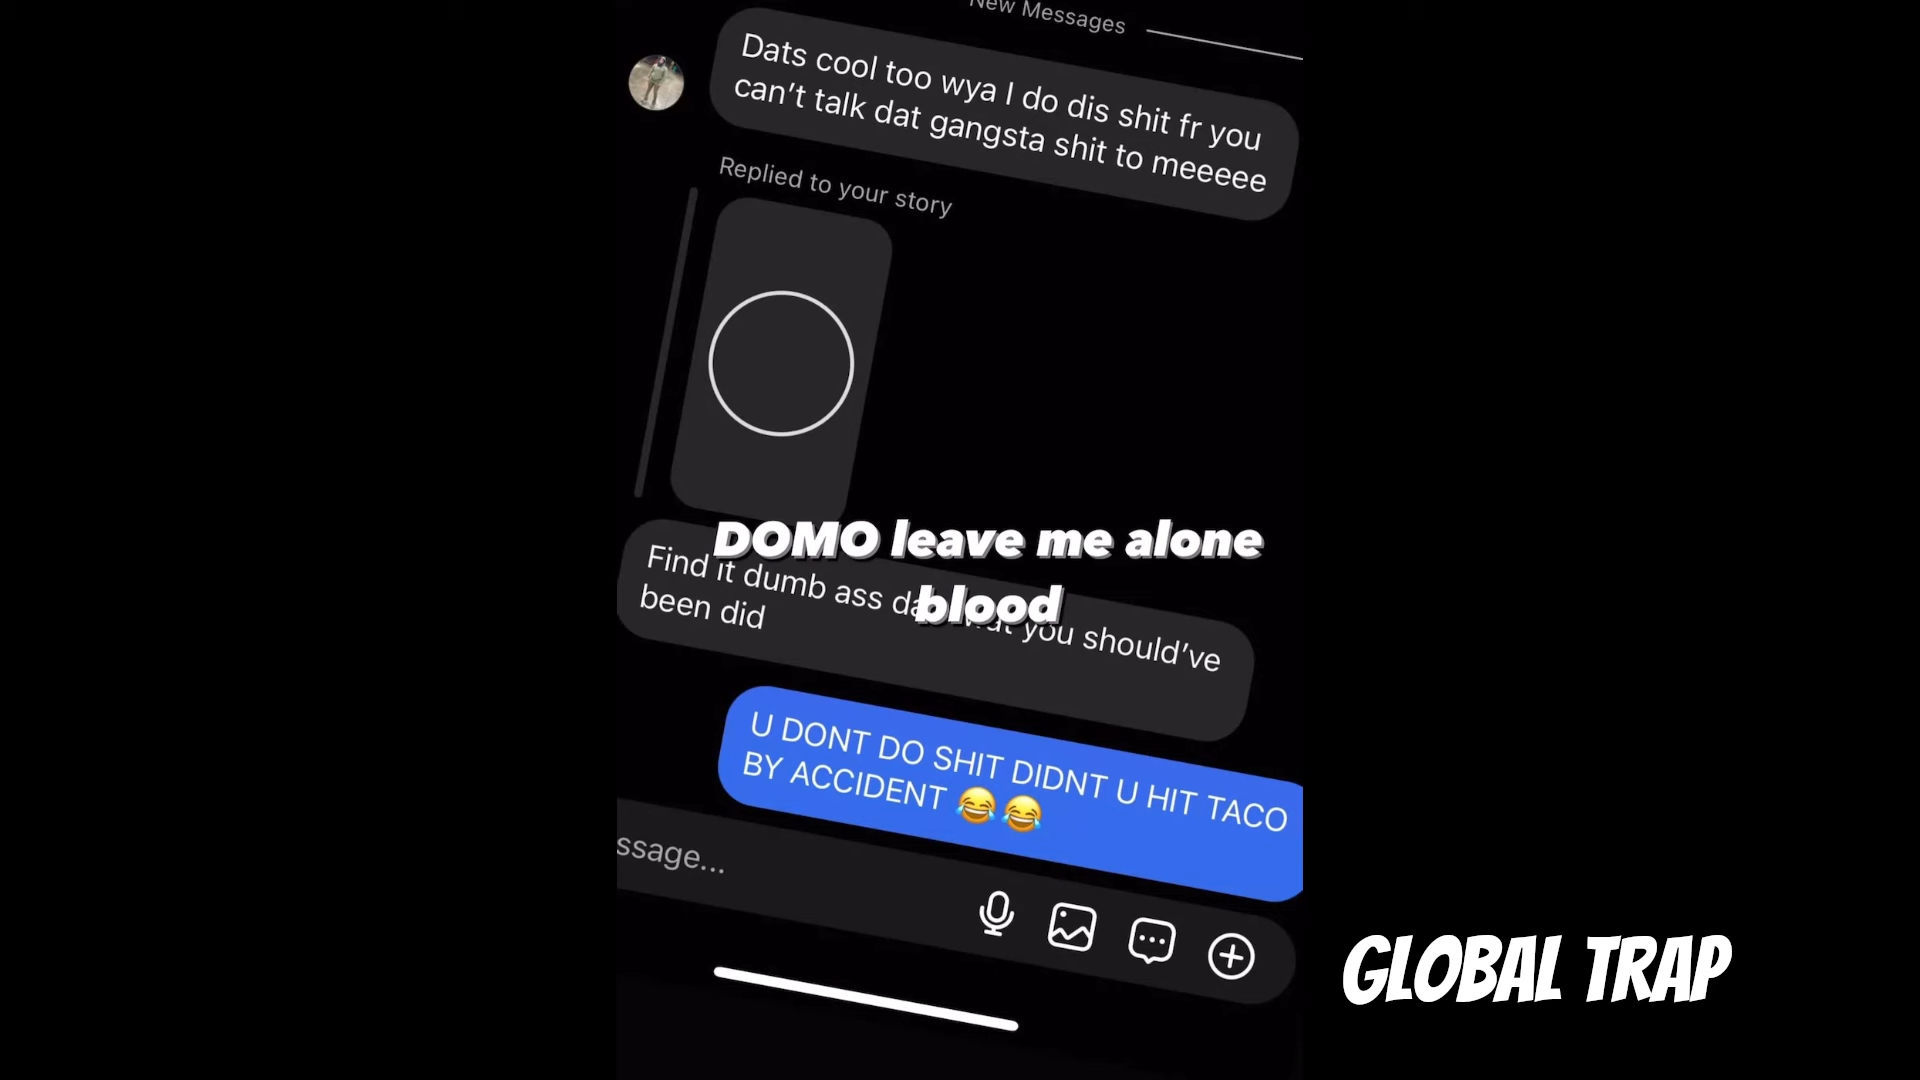 New Messages
Dats cool too wya I do dis shit fr you
can't talk dat gangsta shit to meeeee
Replied to your story
DOMO leave me alone
blood
Find it dumb ass you should've
been did
U DONT DO SHIT DIDNT U HIT TACO
BY ACCIDENT 😂😂
ssage...
GLOBAL TRAP